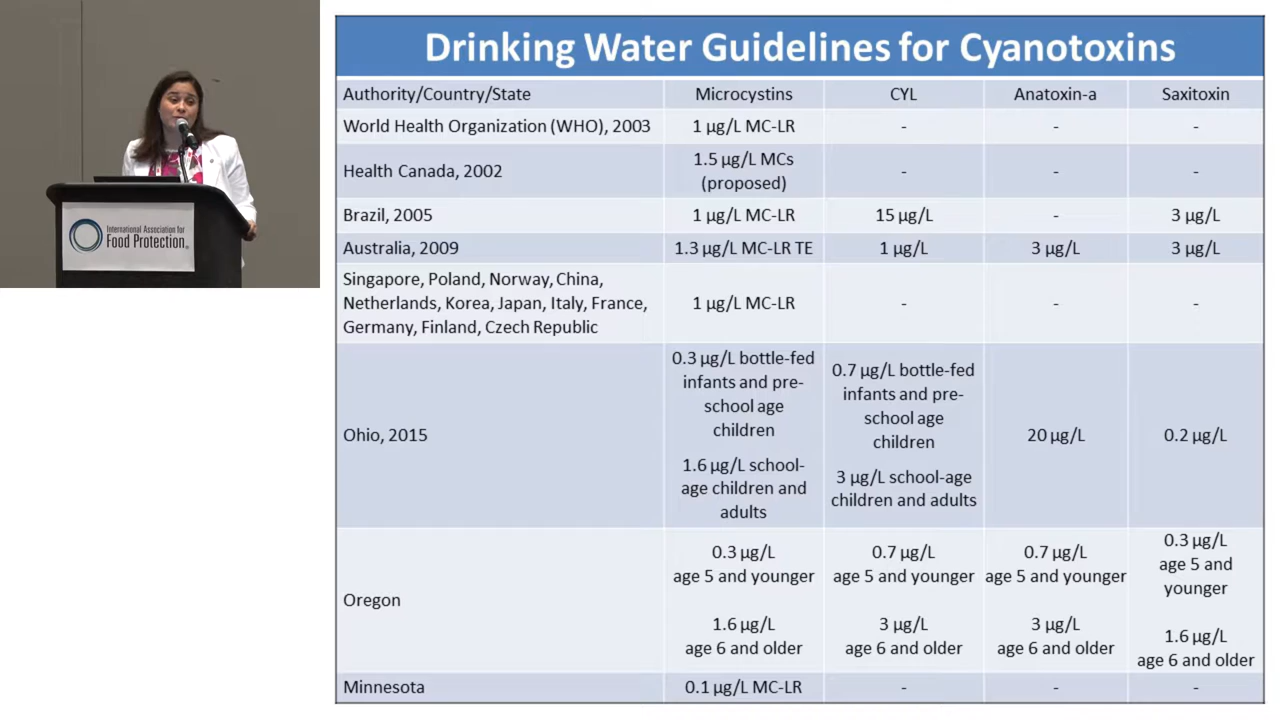 International Association for
Food Protection®
Drinking Water Guidelines for Cyanotoxins
Authority/Country/State Microcystins CYL Anatoxin-a Saxitoxin
World Health Organization (WHO), 2003 1 µg/L MC-LR - - -
Health Canada, 2002 1.5 µg/L MCs
(proposed) - - -
Brazil, 2005 1 µg/L MC-LR 15 µg/L - 3 µg/L
Australia, 2009 1.3 µg/L MC-LR TE 1 µg/L 3 µg/L 3 µg/L
Singapore, Poland, Norway, China,
Netherlands, Korea, Japan, Italy, France,
Germany, Finland, Czech Republic
1 µg/L MC-LR - - -
Ohio, 2015
0.3 µg/L bottle-fed
infants and pre-
school age
children
1.6 µg/L school-
age children and
adults
0.7 µg/L bottle-fed
infants and pre-
school age
children
3 µg/L school-age
children and adults
20 µg/L
0.2 µg/L
Oregon
0.3 µg/L
age 5 and younger
1.6 µg/L
age 6 and older
0.7 µg/L
age 5 and younger
3 µg/L
age 6 and older
0.7 µg/L
age 5 and younger
3 µg/L
age 6 and older
0.3 µg/L
age 5 and
younger
1.6 µg/L
age 6 and older
Minnesota 0.1 µg/L MC-LR - - -